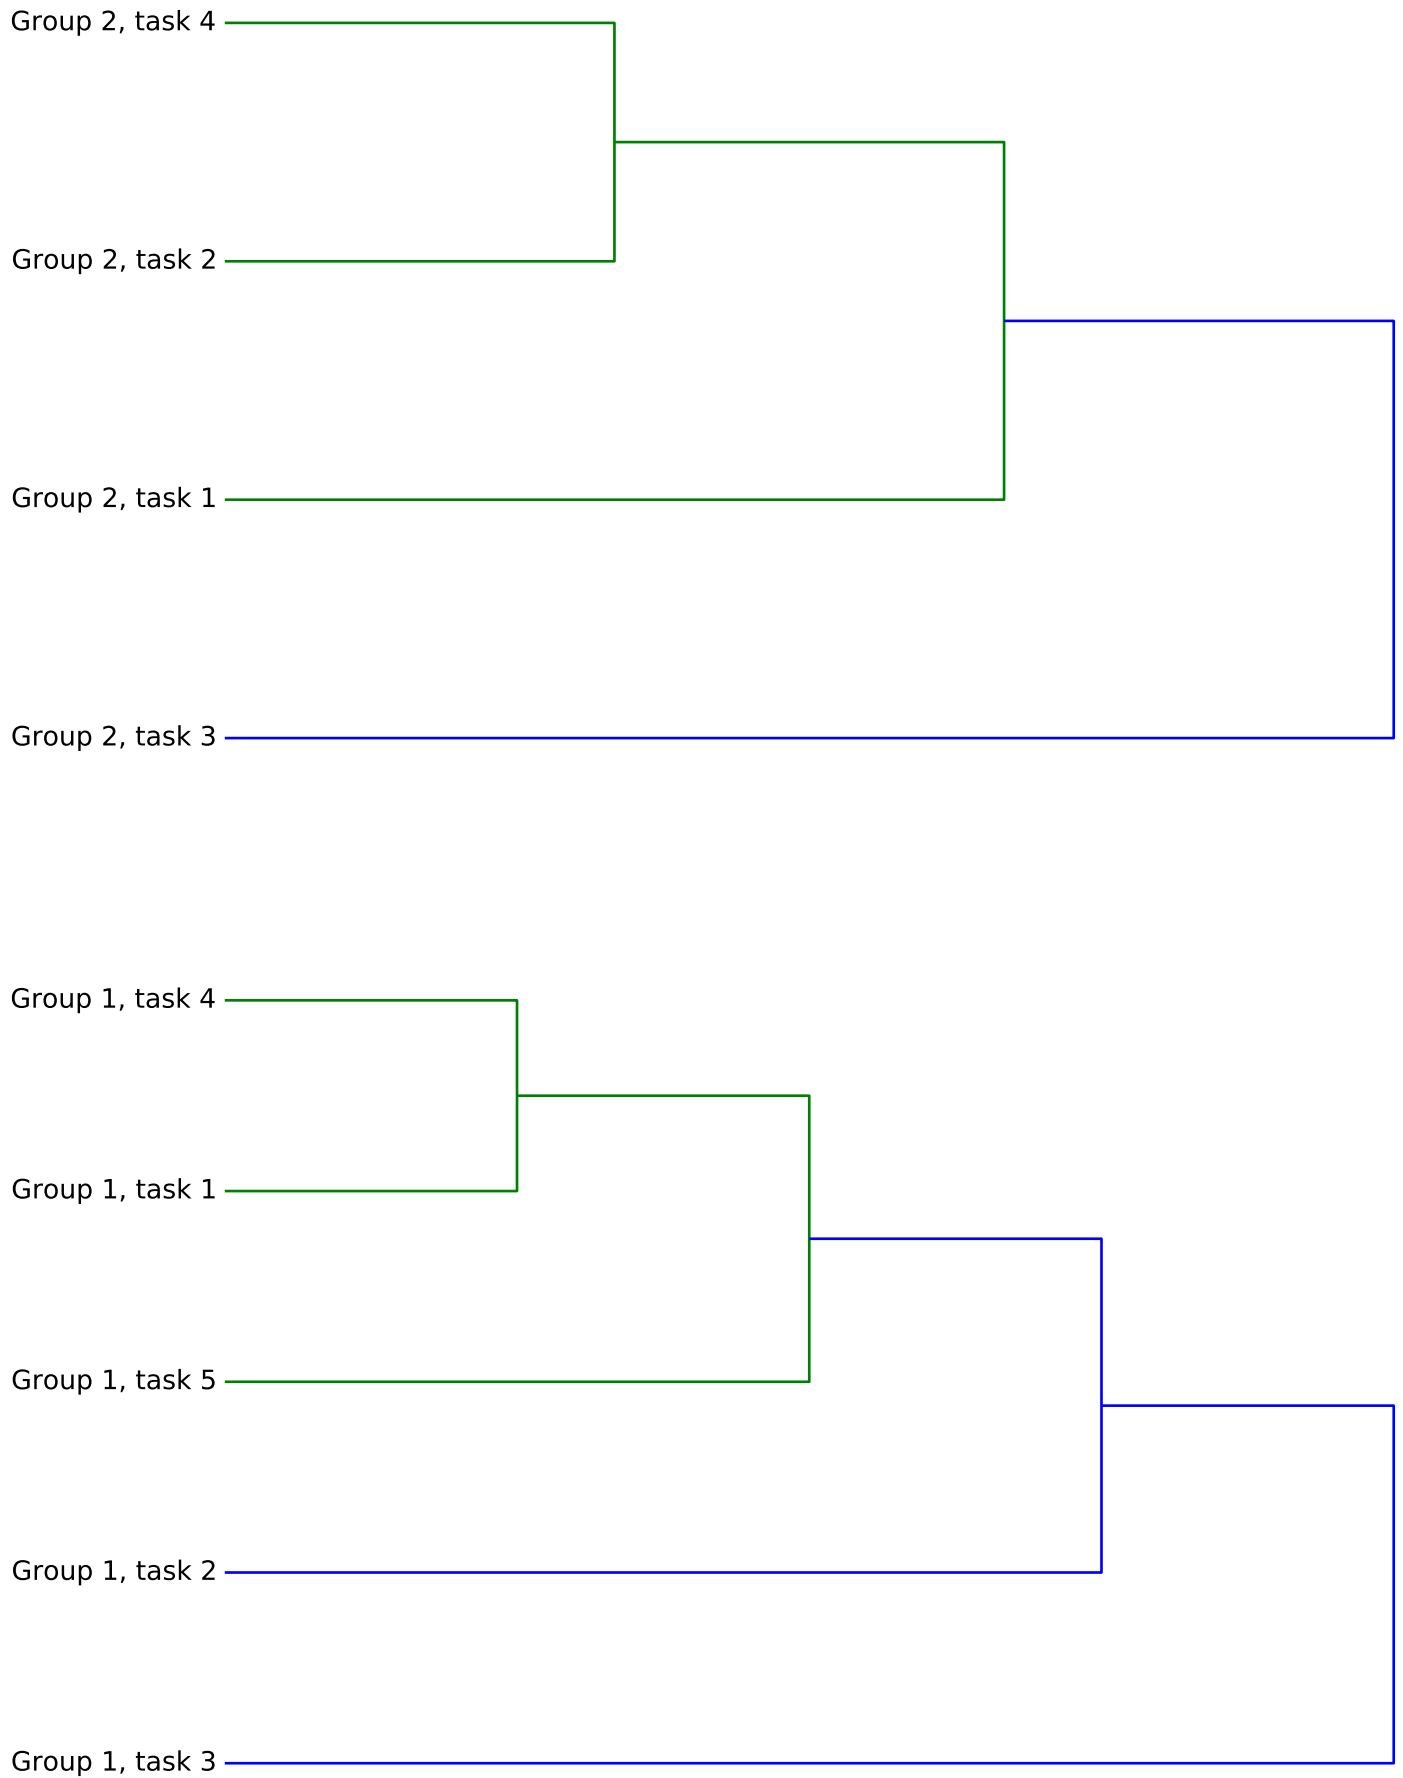 Group 2, task 4
Group 2, task 2
Group 2, task 1
Group 2, task 3
Group 1, task 4
Group 1, task 1
Group 1, task 5
Group 1, task 2
Group 1, task 3